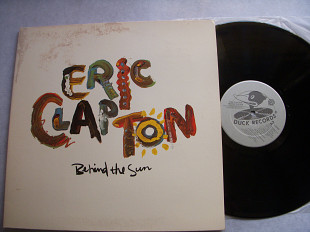 ERIC
CLAPTON
Behind the Sun
DUCK RECORDS